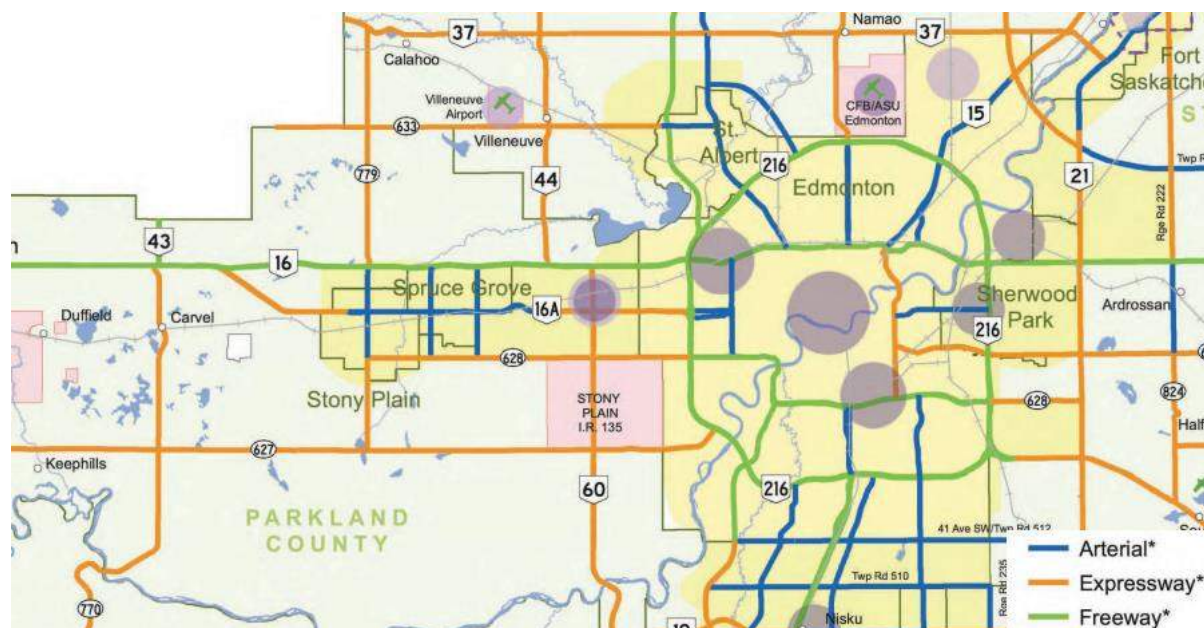 Namao
37
37
Calahoo
Fort
Villeneuve
Airport
CFB/ASU
Edmonton
15
633
Villeneuve
St.
Albert
216
Edmonton
779
44
21
Rge Rd 222
43
16
Spruce Grove
16A
Sherwood
Park
216
Ardrossan
Duffield
Carvel
628
Stony Plain
STONY
PLAIN
I.R. 135
628
824
627
Keephills
60
216
PARKLAND
COUNTY
41 Ave SW/Twp Rd 512
Twp Rd 510
Rge Rd 235
770
Nisku
Arterial*
Expressway*
Freeway*